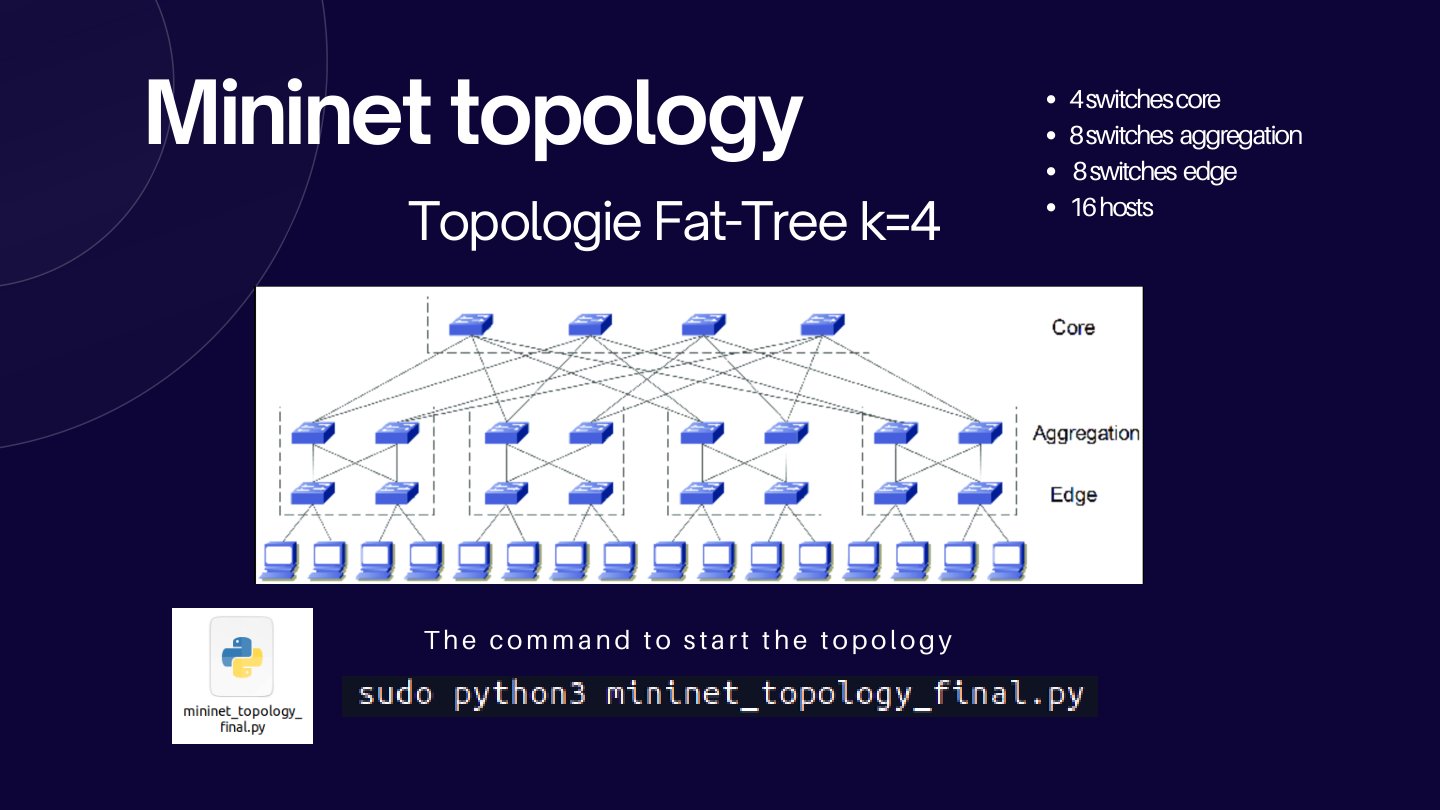 Mininet topology
Topologie Fat-Tree k=4
4 switches core
8 switches aggregation
8 switches edge
16 hosts
Core
Aggregation
Edge
mininet_topology_
final.py
The command to start the topology
sudo python3 mininet_topology_final.py